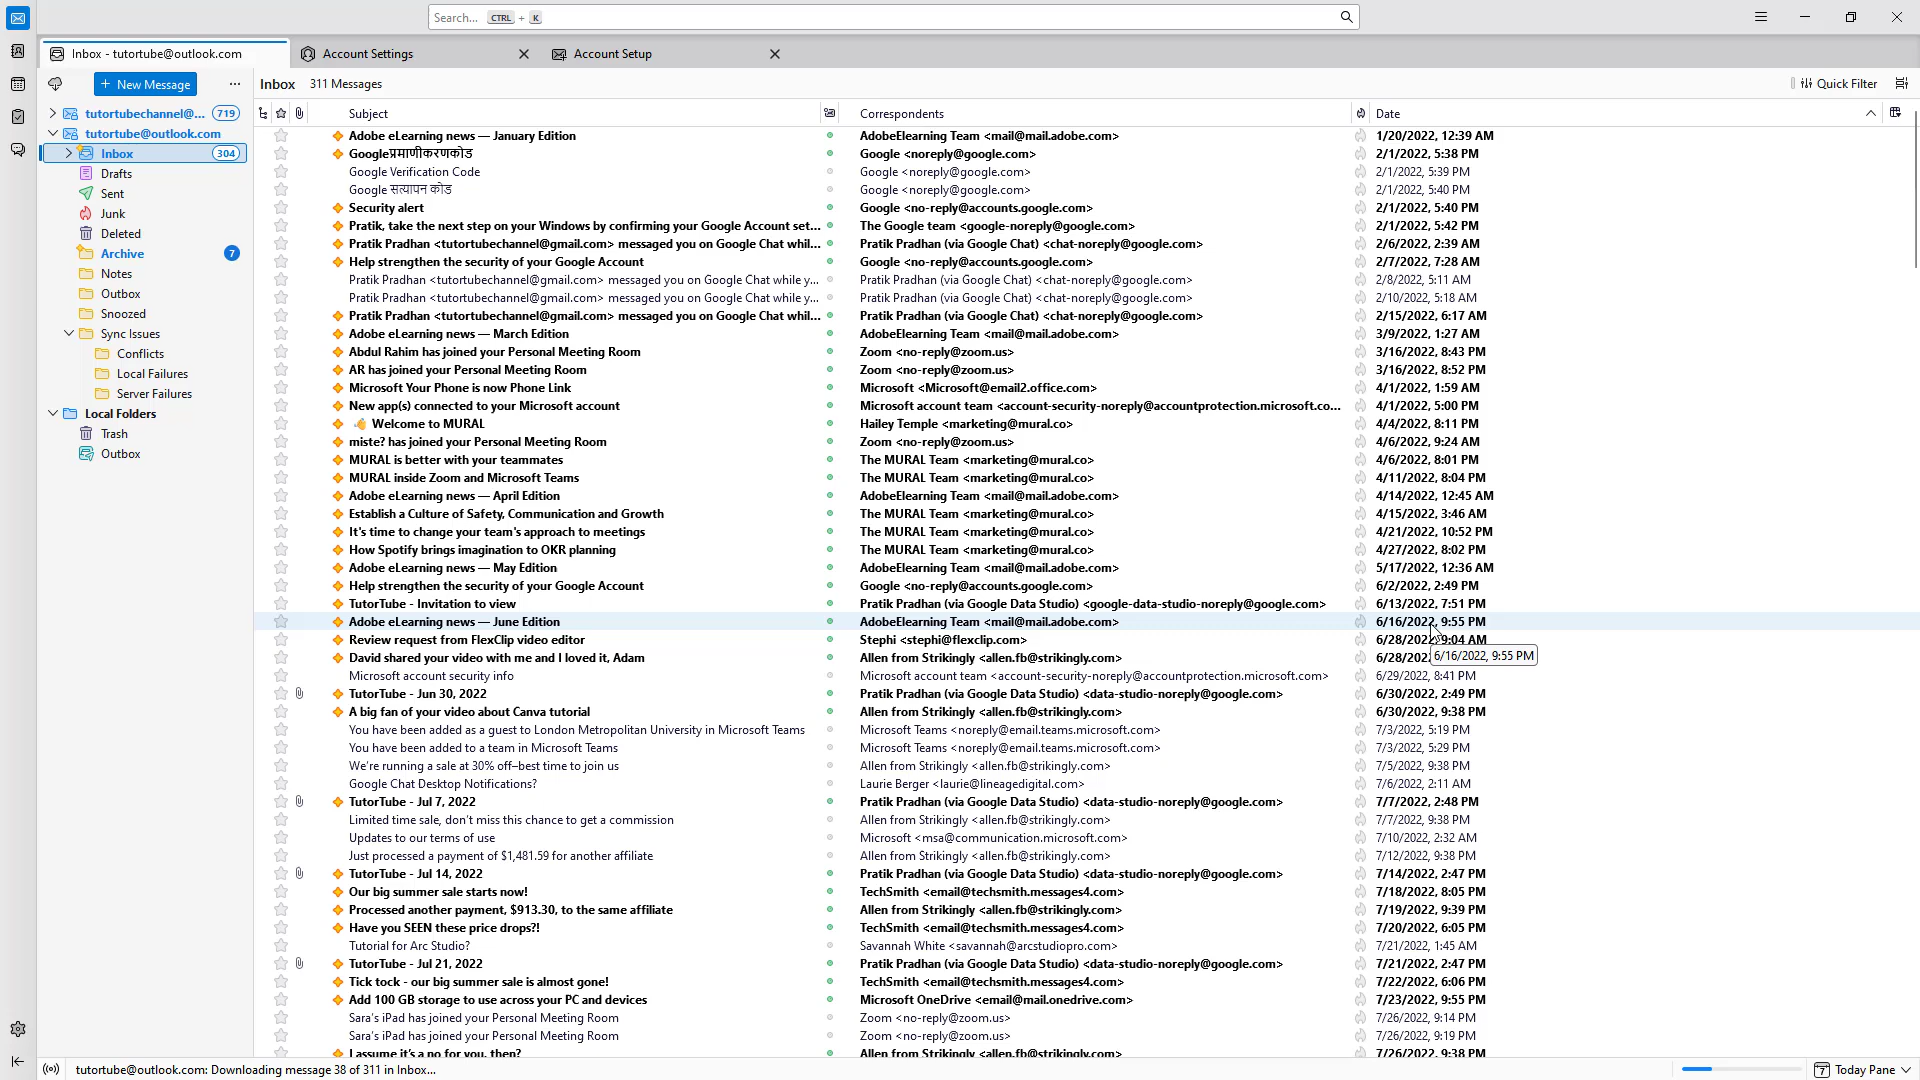 Search... CTRL + K
Inbox - tutortube@outlook.com Account Settings Account Setup
New Message Inbox 311 Messages Quick Filter
tutortubechannel@... 719
tutortube@outlook.com
Inbox 304
Drafts
Sent
Junk
Deleted
Archive 7
Notes
Outbox
Snoozed
Sync Issues
Conflicts
Local Failures
Server Failures
Local Folders
Trash
Outbox
Subject Correspondents Date
Adobe eLearning news — January Edition AdobeElearning Team <mail@mail.adobe.com> 1/20/2022, 12:39 AM
Googleप्रमाणीकरणकोड Google <noreply@google.com> 2/1/2022, 5:38 PM
Google Verification Code Google <noreply@google.com> 2/1/2022, 5:39 PM
Google सत्यापन कोड Google <noreply@google.com> 2/1/2022, 5:40 PM
Security alert Google <no-reply@accounts.google.com> 2/1/2022, 5:40 PM
Pratik, take the next step on your Windows by confirming your Google Account set... The Google team <google-noreply@google.com> 2/1/2022, 5:42 PM
Pratik Pradhan <tutortubechannel@gmail.com> messaged you on Google Chat whil... Pratik Pradhan (via Google Chat) <chat-noreply@google.com> 2/6/2022, 2:39 AM
Help strengthen the security of your Google Account Google <no-reply@accounts.google.com> 2/7/2022, 7:28 AM
Pratik Pradhan <tutortubechannel@gmail.com> messaged you on Google Chat while y... Pratik Pradhan (via Google Chat) <chat-noreply@google.com> 2/8/2022, 5:11 AM
Pratik Pradhan <tutortubechannel@gmail.com> messaged you on Google Chat while y... Pratik Pradhan (via Google Chat) <chat-noreply@google.com> 2/10/2022, 5:18 AM
Pratik Pradhan <tutortubechannel@gmail.com> messaged you on Google Chat whil... Pratik Pradhan (via Google Chat) <chat-noreply@google.com> 2/15/2022, 6:17 AM
Adobe eLearning news — March Edition AdobeElearning Team <mail@mail.adobe.com> 3/9/2022, 1:27 AM
Abdul Rahim has joined your Personal Meeting Room Zoom <no-reply@zoom.us> 3/16/2022, 8:43 PM
AR has joined your Personal Meeting Room Zoom <no-reply@zoom.us> 3/16/2022, 8:52 PM
Microsoft Your Phone is now Phone Link Microsoft <Microsoft@email2.office.com> 4/1/2022, 1:59 AM
New app(s) connected to your Microsoft account Microsoft account team <account-security-noreply@accountprotection.microsoft.co... 4/1/2022, 5:00 PM
👋 Welcome to MURAL Hailey Temple <marketing@mural.co> 4/4/2022, 8:11 PM
miste? has joined your Personal Meeting Room Zoom <no-reply@zoom.us> 4/6/2022, 9:24 AM
MURAL is better with your teammates The MURAL Team <marketing@mural.co> 4/6/2022, 8:01 PM
MURAL inside Zoom and Microsoft Teams The MURAL Team <marketing@mural.co> 4/11/2022, 8:04 PM
Adobe eLearning news — April Edition AdobeElearning Team <mail@mail.adobe.com> 4/14/2022, 12:45 AM
Establish a Culture of Safety, Communication and Growth The MURAL Team <marketing@mural.co> 4/15/2022, 3:46 AM
It's time to change your team's approach to meetings The MURAL Team <marketing@mural.co> 4/21/2022, 10:52 PM
How Spotify brings imagination to OKR planning The MURAL Team <marketing@mural.co> 4/27/2022, 8:02 PM
Adobe eLearning news — May Edition AdobeElearning Team <mail@mail.adobe.com> 5/17/2022, 12:36 AM
Help strengthen the security of your Google Account Google <no-reply@accounts.google.com> 6/2/2022, 2:49 PM
TutorTube - Invitation to view Pratik Pradhan (via Google Data Studio) <google-data-studio-noreply@google.com> 6/13/2022, 7:51 PM
Adobe eLearning news — June Edition AdobeElearning Team <mail@mail.adobe.com> 6/16/2022, 9:55 PM
Review request from FlexClip video editor Stephi <stephi@flexclip.com> 6/28/2022, 9:04 AM
David shared your video with me and I loved it, Adam Allen from Strikingly <allen.fb@strikingly.com> 6/28/2022 6/16/2022, 9:55 PM
Microsoft account security info Microsoft account team <account-security-noreply@accountprotection.microsoft.com> 6/29/2022, 8:41 PM
TutorTube - Jun 30, 2022 Pratik Pradhan (via Google Data Studio) <data-studio-noreply@google.com> 6/30/2022, 2:49 PM
A big fan of your video about Canva tutorial Allen from Strikingly <allen.fb@strikingly.com> 6/30/2022, 9:38 PM
You have been added as a guest to London Metropolitan University in Microsoft Teams Microsoft Teams <noreply@email.teams.microsoft.com> 7/3/2022, 5:19 PM
You have been added to a team in Microsoft Teams Microsoft Teams <noreply@email.teams.microsoft.com> 7/3/2022, 5:29 PM
We're running a sale at 30% off–best time to join us Allen from Strikingly <allen.fb@strikingly.com> 7/5/2022, 9:38 PM
Google Chat Desktop Notifications? Laurie Berger <laurie@lineagedigital.com> 7/6/2022, 2:11 AM
TutorTube - Jul 7, 2022 Pratik Pradhan (via Google Data Studio) <data-studio-noreply@google.com> 7/7/2022, 2:48 PM
Limited time sale, don't miss this chance to get a commission Allen from Strikingly <allen.fb@strikingly.com> 7/7/2022, 9:38 PM
Updates to our terms of use Microsoft <msa@communication.microsoft.com> 7/10/2022, 2:32 AM
Just processed a payment of $1,481.59 for another affiliate Allen from Strikingly <allen.fb@strikingly.com> 7/12/2022, 9:38 PM
TutorTube - Jul 14, 2022 Pratik Pradhan (via Google Data Studio) <data-studio-noreply@google.com> 7/14/2022, 2:47 PM
Our big summer sale starts now! TechSmith <email@techsmith.messages4.com> 7/18/2022, 8:05 PM
Processed another payment, $913.30, to the same affiliate Allen from Strikingly <allen.fb@strikingly.com> 7/19/2022, 9:39 PM
Have you SEEN these price drops?! TechSmith <email@techsmith.messages4.com> 7/20/2022, 6:05 PM
Tutorial for Arc Studio? Savannah White <savannah@arcstudiopro.com> 7/21/2022, 1:45 AM
TutorTube - Jul 21, 2022 Pratik Pradhan (via Google Data Studio) <data-studio-noreply@google.com> 7/21/2022, 2:47 PM
Tick tock - our big summer sale is almost gone! TechSmith <email@techsmith.messages4.com> 7/22/2022, 6:06 PM
Add 100 GB storage to use across your PC and devices Microsoft OneDrive <email@mail.onedrive.com> 7/23/2022, 9:55 PM
Sara's iPad has joined your Personal Meeting Room Zoom <no-reply@zoom.us> 7/26/2022, 9:14 PM
Sara's iPad has joined your Personal Meeting Room Zoom <no-reply@zoom.us> 7/26/2022, 9:19 PM
I assume it's a no for you, then? Allen from Strikingly <allen.fb@strikingly.com> 7/26/2022, 9:38 PM
tutortube@outlook.com: Downloading message 38 of 311 in Inbox... 7 Today Pane